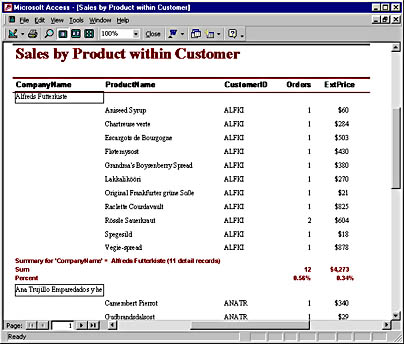 Microsoft Access - [Sales by Product within Customer]
File Edit View Tools Window Help
100% Close
Sales by Product within Customer
CompanyName ProductName CustomerID Orders ExtPrice
Alfreds Futterkiste
Aniseed Syrup ALFKI 1 $60
Chartreuse verte ALFKI 1 $284
Escargots de Bourgogne ALFKI 1 $503
Fløtemysost ALFKI 1 $430
Grandma's Boysenberry Spread ALFKI 1 $380
Lakkalikööri ALFKI 1 $270
Original Frankfurter grüne Soße ALFKI 1 $21
Raclette Courdavault ALFKI 1 $825
Rössle Sauerkraut ALFKI 2 $604
Spegesild ALFKI 1 $18
Vegie-spread ALFKI 1 $878
Summary for 'CompanyName' = Alfreds Futterkiste (11 detail records)
Sum 12 $4,273
Percent 0.56% 0.34%
Ana Trujillo Emparedados y he
Camembert Pierrot ANATR 1 $340
Gudbrandsdalsost ANATR 1 $29
Page: 1
Ready